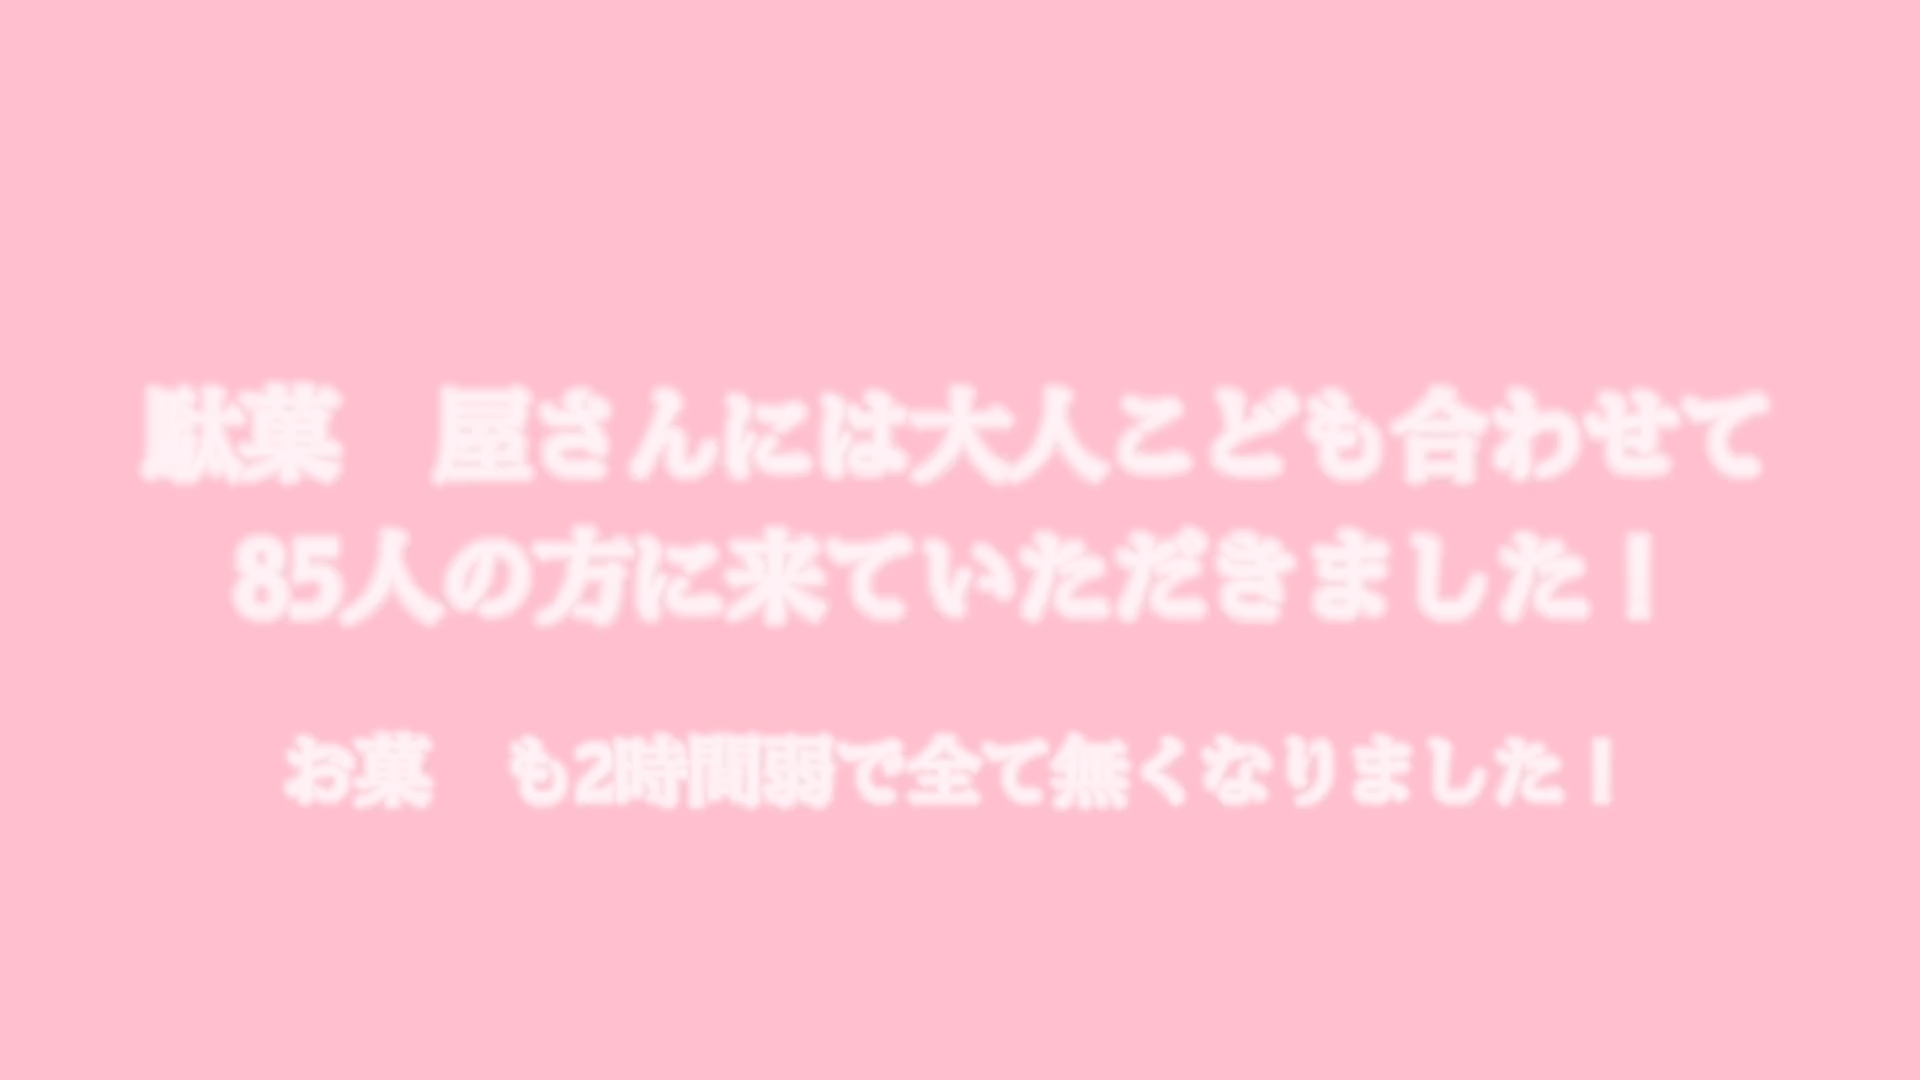 駄菓　屋さんには大人こども合わせて
85人の方に来ていただきました！
お菓　も2時間弱で全て無くなりました！